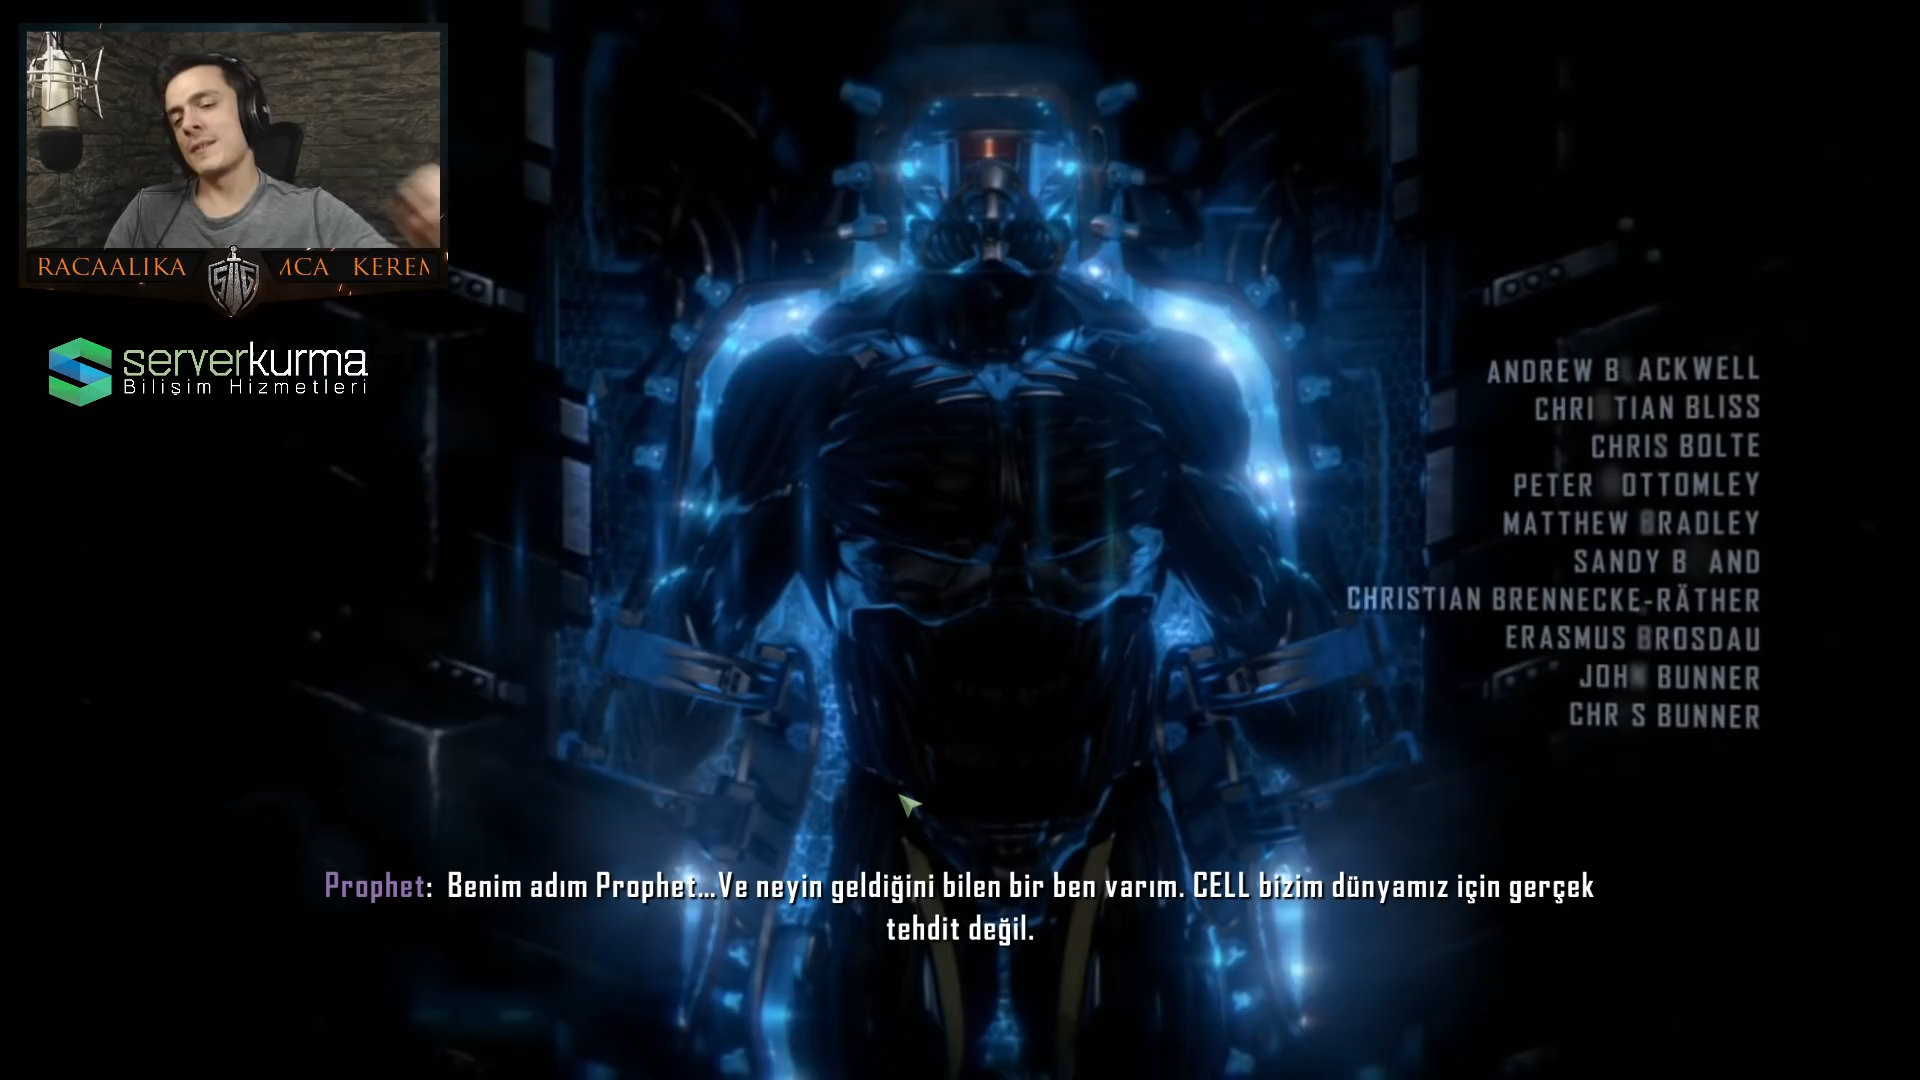 RACAALIKA
MCA KEREM
serverkurma
Bilişim Hizmetleri
ANDREW B ACKWELL
CHRI TIAN BLISS
CHRIS BOLTE
PETER OTTOMLEY
MATTHEW BRADLEY
SANDY B AND
CHRISTIAN BRENNECKE-RÄTHER
ERASMUS BROSDAU
JOHN BUNNER
CHR S BUNNER
Prophet: Benim adım Prophet...Ve neyin geldiğini bilen bir ben varım. CELL bizim dünyamız için gerçek
tehdit değil.